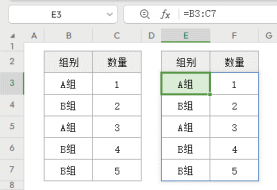 E3 fx =B3:C7
A B C D E F G
1
2 组别 数量 组别 数量
3 A组 1 A组 1
4 B组 2 B组 2
5 A组 3 A组 3
6 B组 4 B组 4
7 B组 5 B组 5
8